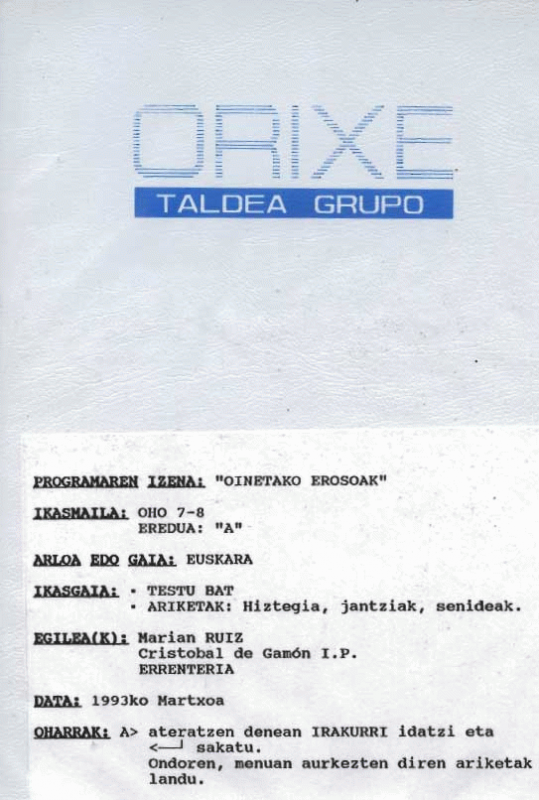 ORIXE
TALDEA GRUPO
PROGRAMAREN IZENA: "OINETAKO EROSOAK"
IKASMAILA: OHO 7-8
EREDUA: "A"
ARLOA EDO GAIA: EUSKARA
IKASGAIA: • TESTU BAT
• ARIKETAK: Hiztegia, jantziak, senideak.
EGILEA(K): Marian RUIZ
Cristobal de Gamón I.P.
ERRENTERIA
DATA: 1993ko Martxoa
OHARRAK: A> ateratzen denean IRAKURRI idatzi eta
<—┘ sakatu.
Ondoren, menuan aurkezten diren ariketak
landu.